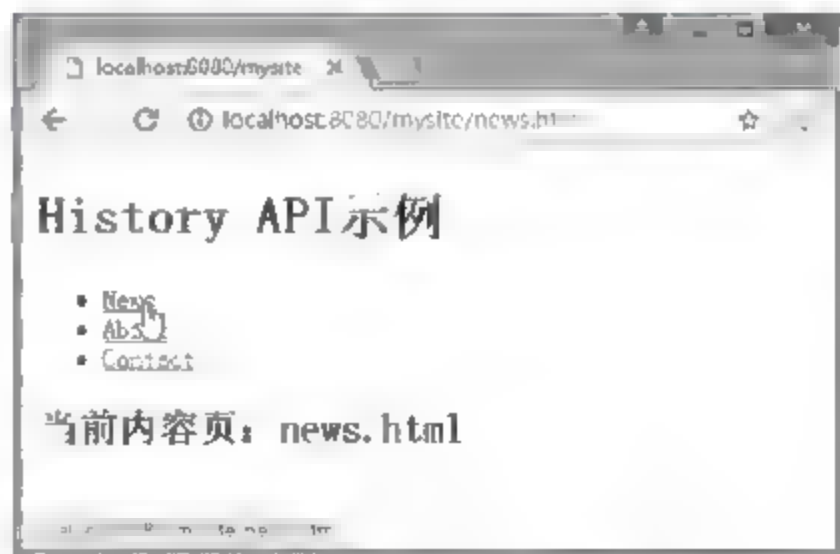 localhost:8080/mysite
localhost:8080/mysite/news.ht
History API示例
News
About
Contact
当前内容页：news.html